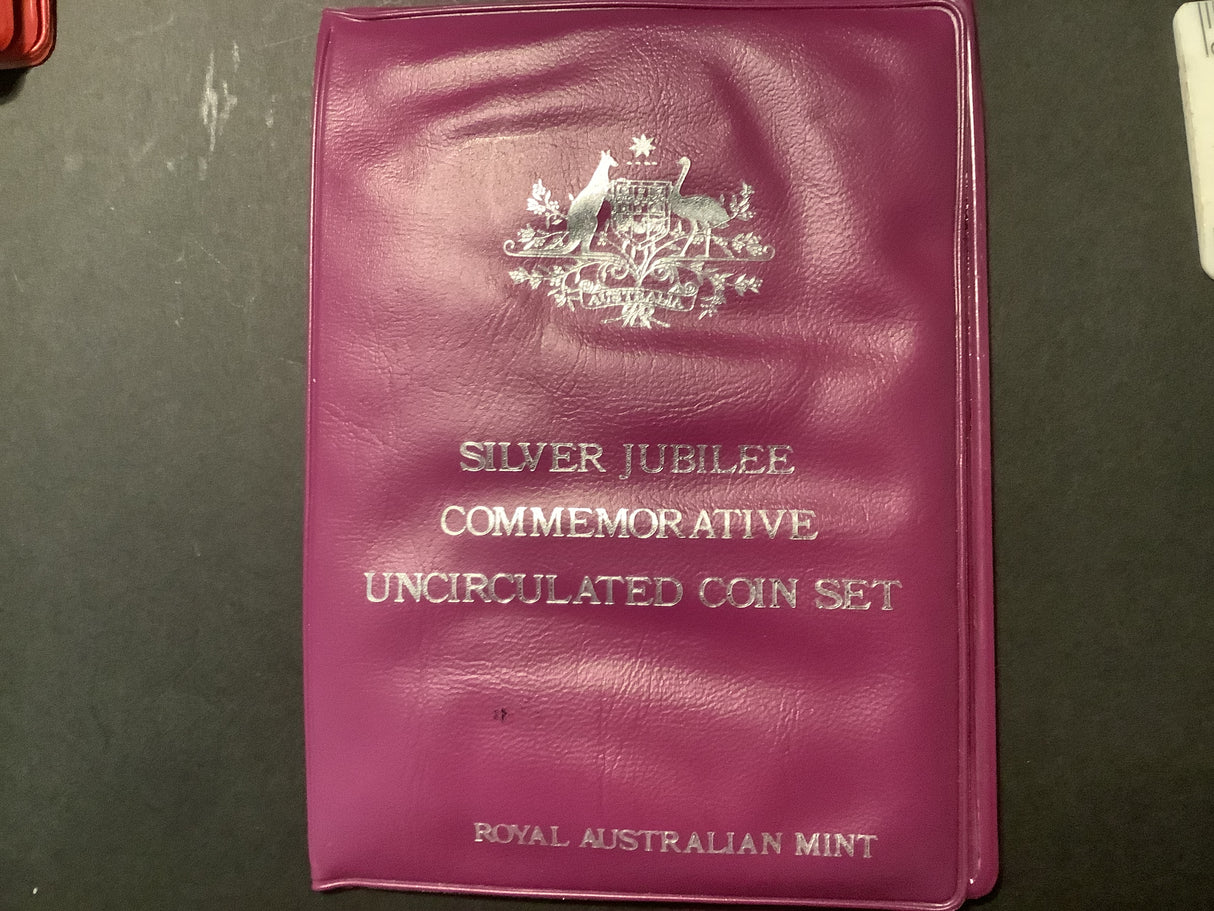 AUSTRALIA
SILVER JUBILEE
COMMEMORATIVE
UNCIRCULATED COIN SET
ROYAL AUSTRALIAN MINT